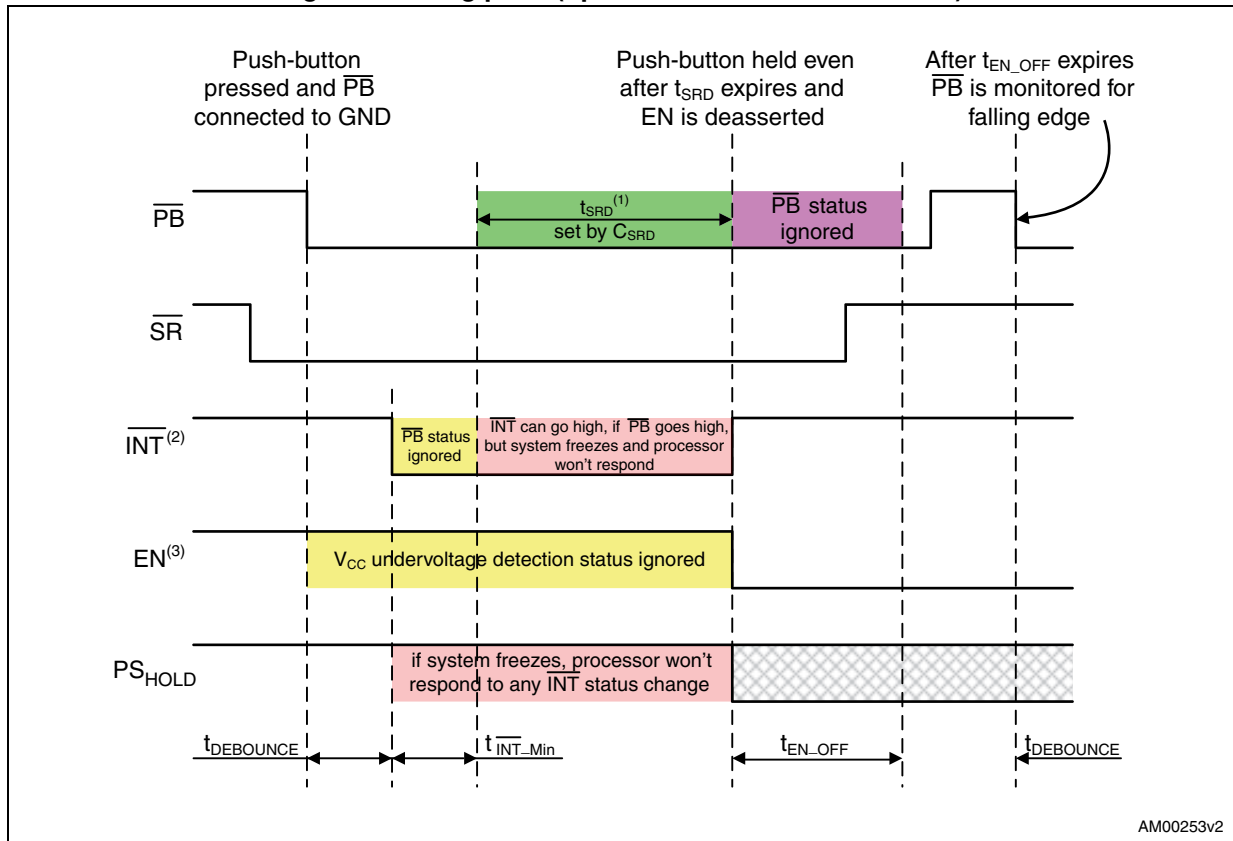 Push-button
pressed and PB
connected to GND
Push-button held even
after tSRD expires and
EN is deasserted
After tEN_OFF expires
PB is monitored for
falling edge
PB
tSRD(1)
set by CSRD
PB status
ignored
SR
INT(2)
PB status
ignored
INT can go high, if PB goes high,
but system freezes and processor
won't respond
EN(3)
VCC undervoltage detection status ignored
PSHOLD
if system freezes, processor won't
respond to any INT status change
tDEBOUNCE
tINT_Min
tEN_OFF
tDEBOUNCE
AM00253v2